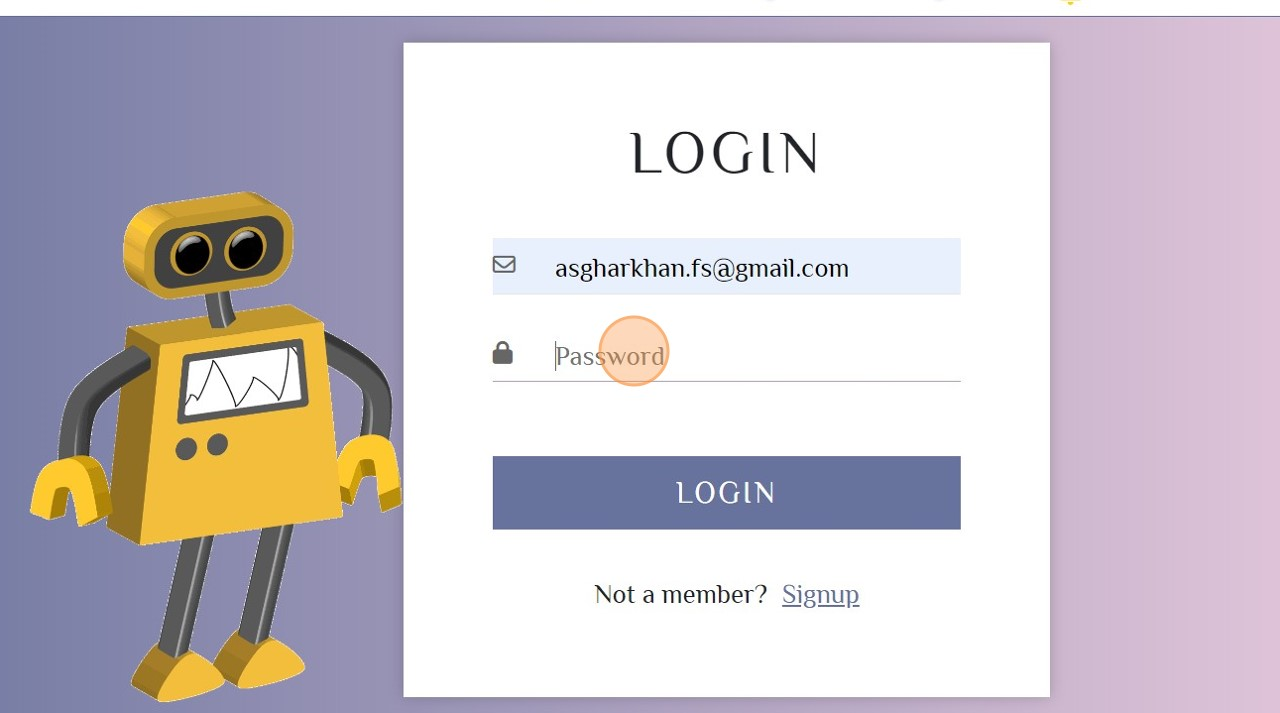 LOGIN
asgharkhan.fs@gmail.com
Password
LOGIN
Not a member? Signup